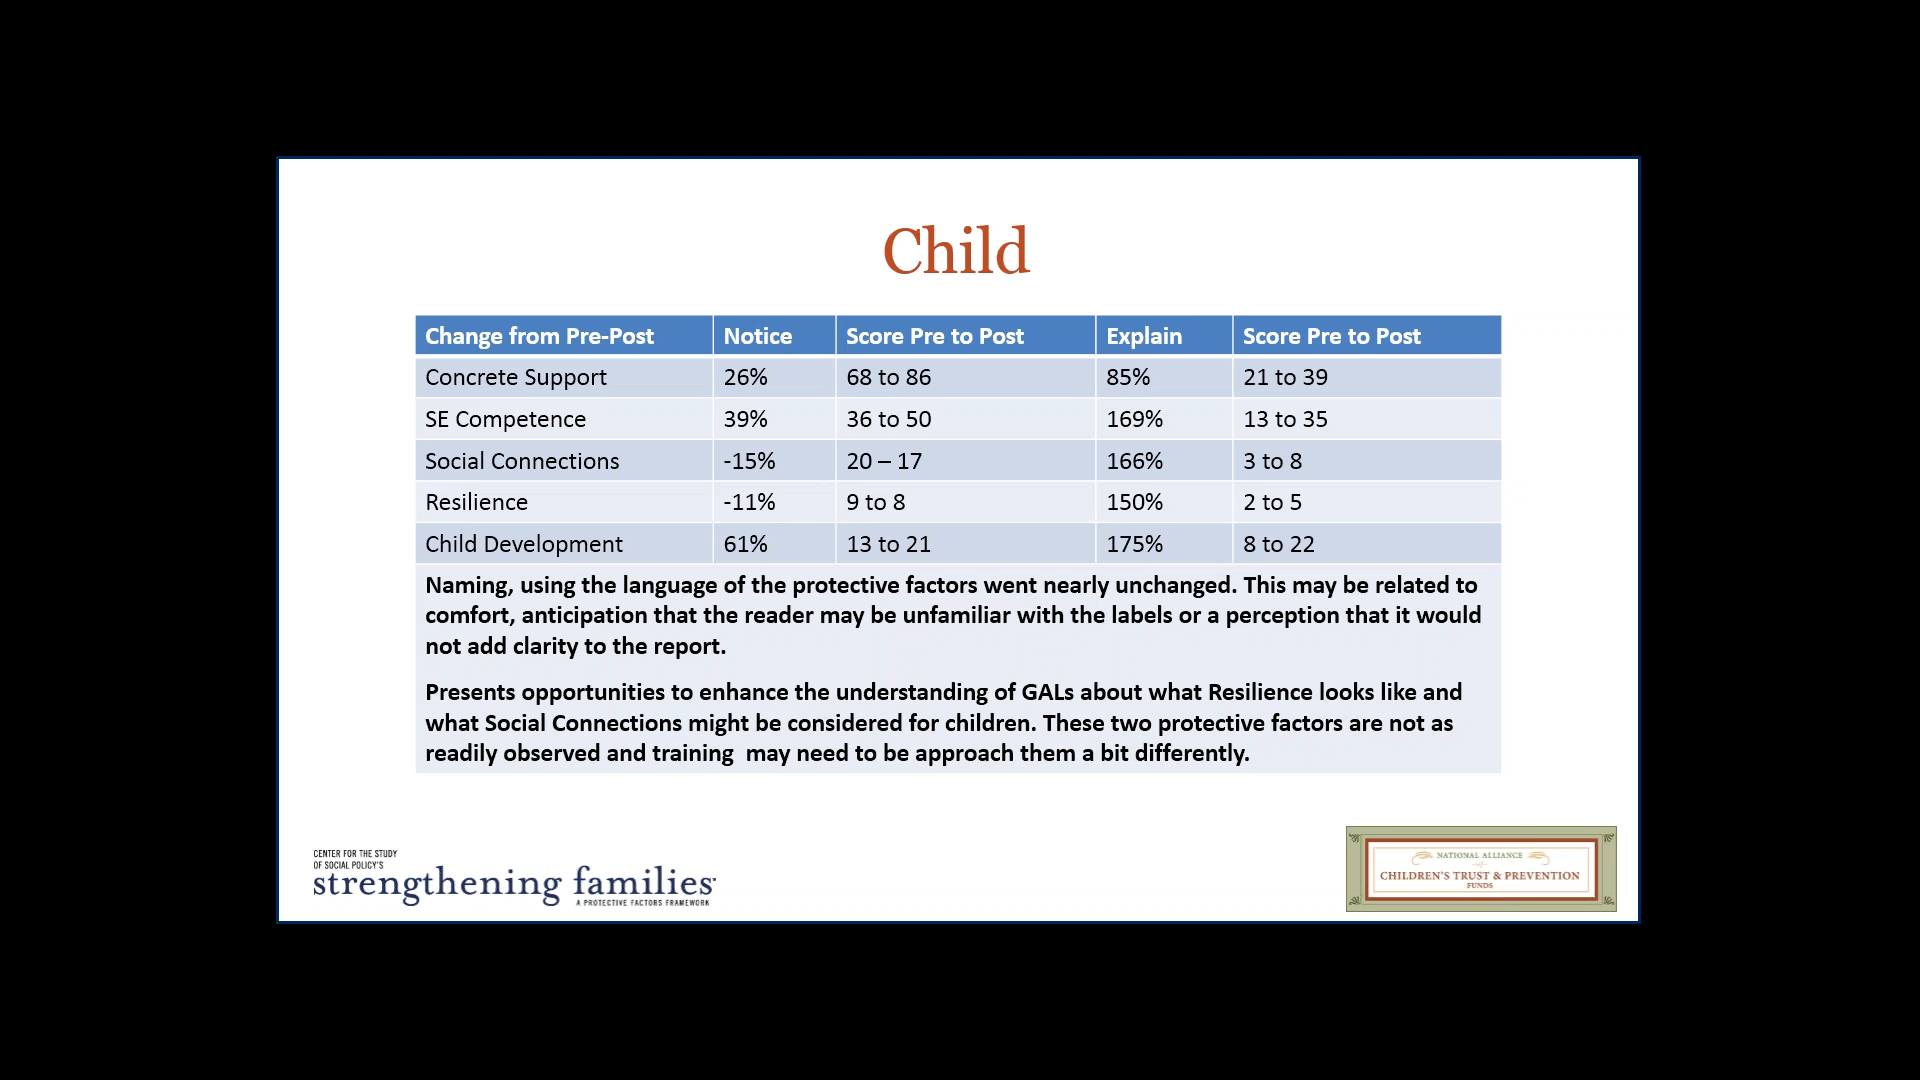 Child
Change from Pre-Post Notice Score Pre to Post Explain Score Pre to Post
Concrete Support 26% 68 to 86 85% 21 to 39
SE Competence 39% 36 to 50 169% 13 to 35
Social Connections -15% 20 – 17 166% 3 to 8
Resilience -11% 9 to 8 150% 2 to 5
Child Development 61% 13 to 21 175% 8 to 22
Naming, using the language of the protective factors went nearly unchanged. This may be related to
comfort, anticipation that the reader may be unfamiliar with the labels or a perception that it would
not add clarity to the report.
Presents opportunities to enhance the understanding of GALs about what Resilience looks like and
what Social Connections might be considered for children. These two protective factors are not as
readily observed and training  may need to be approach them a bit differently.
CENTER FOR THE STUDY
OF SOCIAL POLICY'S
strengthening families
A PROTECTIVE FACTORS FRAMEWORK
NATIONAL ALLIANCE
of
CHILDREN'S TRUST & PREVENTION
FUNDS